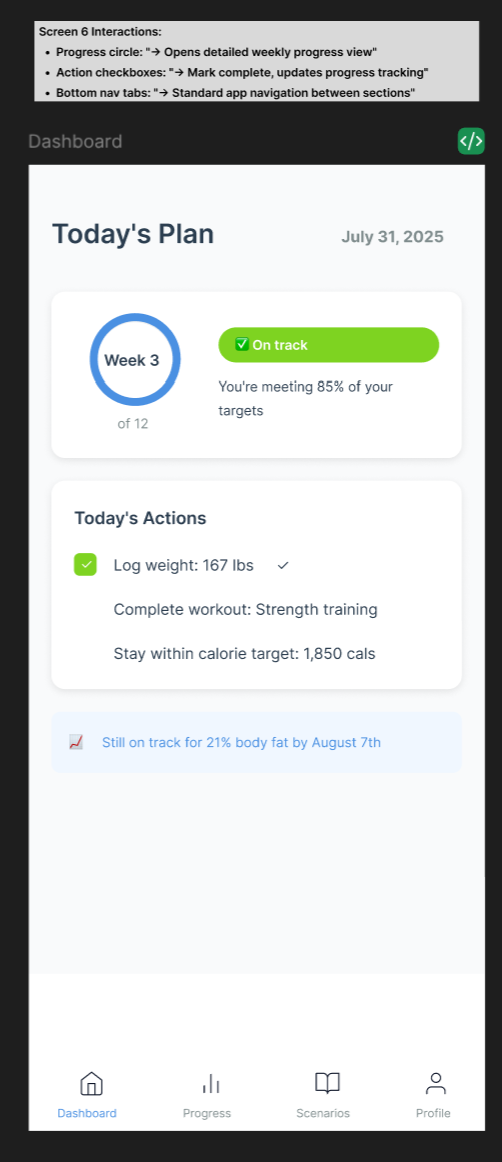 Screen 6 Interactions:
• Progress circle: "→ Opens detailed weekly progress view"
• Action checkboxes: "→ Mark complete, updates progress tracking"
• Bottom nav tabs: "→ Standard app navigation between sections"
Dashboard
</>
Today's Plan
July 31, 2025
Week 3
of 12
✅ On track
You're meeting 85% of your
targets
Today's Actions
Log weight: 167 lbs ✓
Complete workout: Strength training
Stay within calorie target: 1,850 cals
📈 Still on track for 21% body fat by August 7th
Dashboard
Progress
Scenarios
Profile